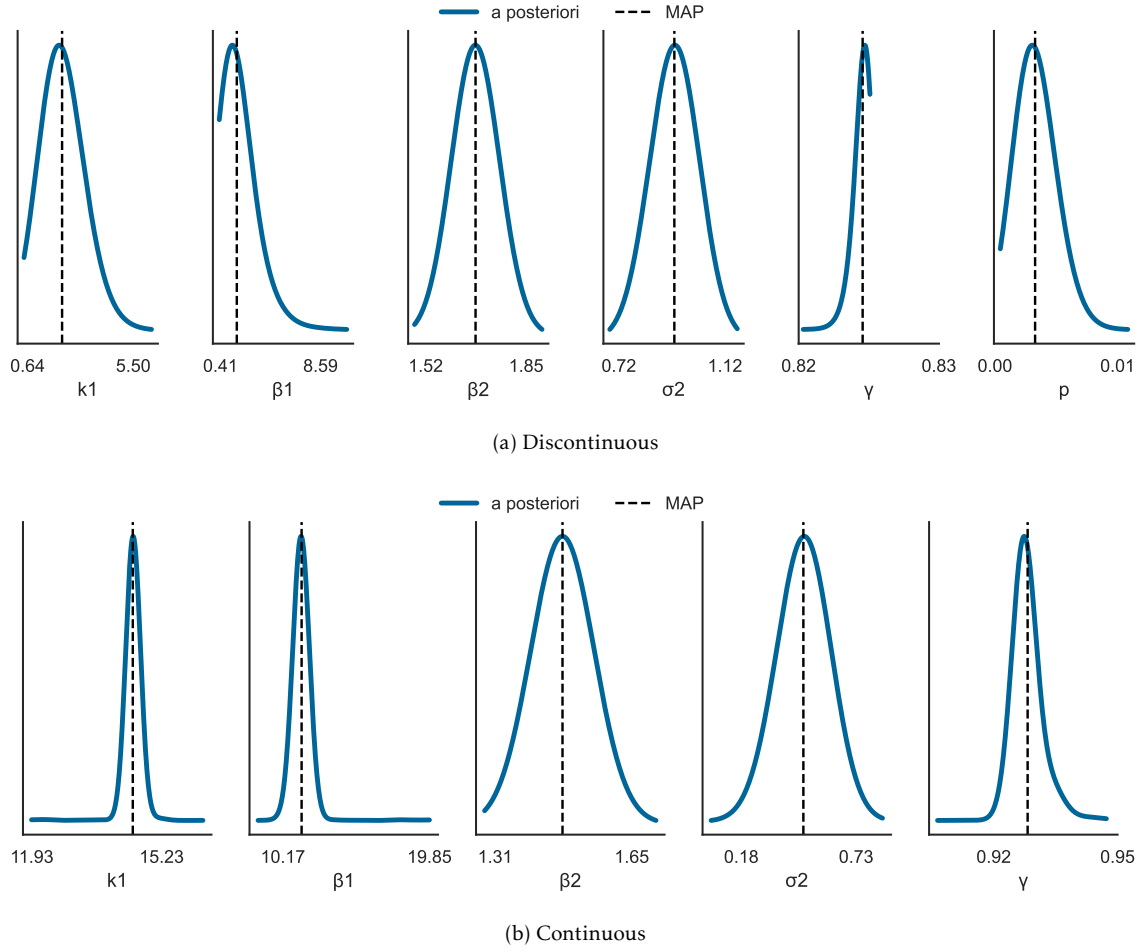 a posteriori MAP
0.64 5.50 0.41 8.59 1.52 1.85 0.72 1.12 0.82 0.83 0.00 0.01
k1 β1 β2 σ2 γ p
(a) Discontinuous
a posteriori MAP
11.93 15.23 10.17 19.85 1.31 1.65 0.18 0.73 0.92 0.95
k1 β1 β2 σ2 γ
(b) Continuous